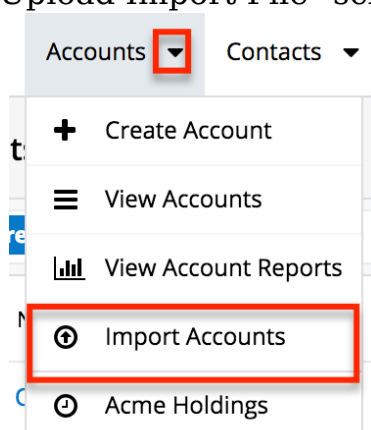 Upload Import File
Accounts Contacts
Create Account
View Accounts
View Account Reports
Import Accounts
Acme Holdings